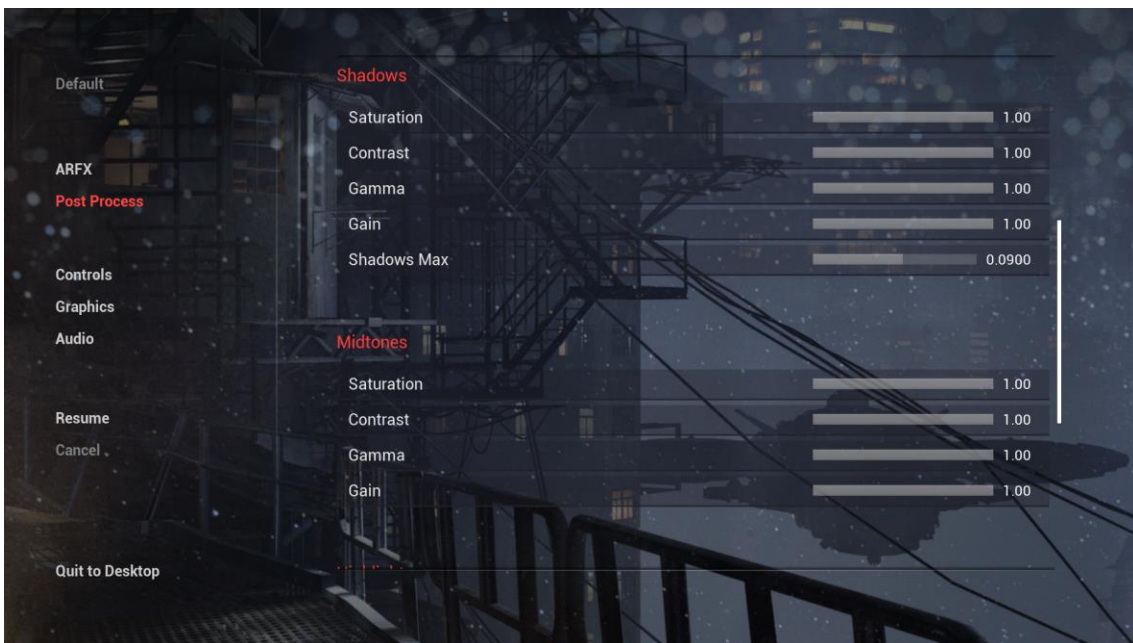 Default
ARFX
Post Process
Controls
Graphics
Audio
Resume
Cancel
Quit to Desktop
Shadows
Saturation 1.00
Contrast 1.00
Gamma 1.00
Gain 1.00
Shadows Max 0.0900
Midtones
Saturation 1.00
Contrast 1.00
Gamma 1.00
Gain 1.00